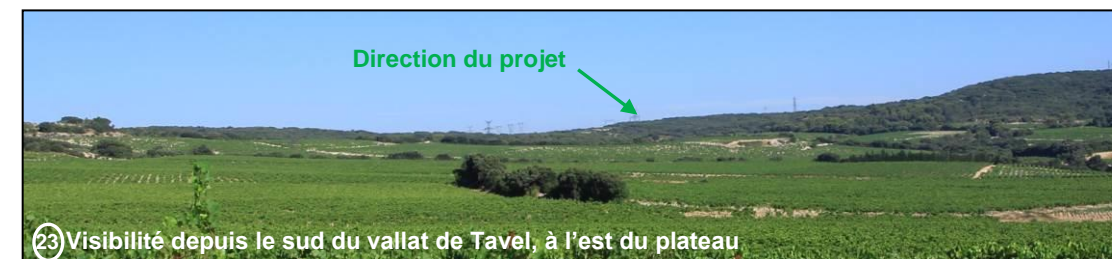 Direction du projet
23 Visibilité depuis le sud du vallat de Tavel, à l'est du plateau